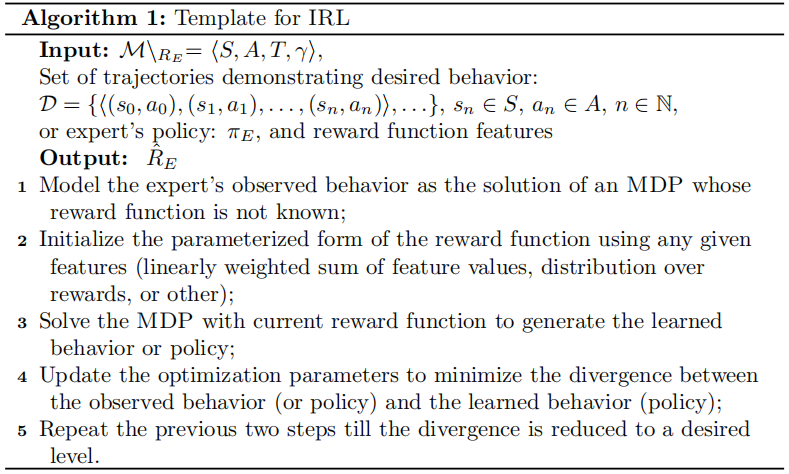 Algorithm 1: Template for IRL
Input: $\mathcal{M}\backslash_{R_E} = \langle S, A, T, \gamma \rangle$,
Set of trajectories demonstrating desired behavior:
$\mathcal{D} = \{\langle (s_0, a_0), (s_1, a_1), \ldots, (s_n, a_n) \rangle, \ldots\}$, $s_n \in S$, $a_n \in A$, $n \in \mathbb{N}$,
or expert's policy: $\pi_E$, and reward function features
Output: $\hat{R}_E$
1 Model the expert's observed behavior as the solution of an MDP whose
reward function is not known;
2 Initialize the parameterized form of the reward function using any given
features (linearly weighted sum of feature values, distribution over
rewards, or other);
3 Solve the MDP with current reward function to generate the learned
behavior or policy;
4 Update the optimization parameters to minimize the divergence between
the observed behavior (or policy) and the learned behavior (policy);
5 Repeat the previous two steps till the divergence is reduced to a desired
level.